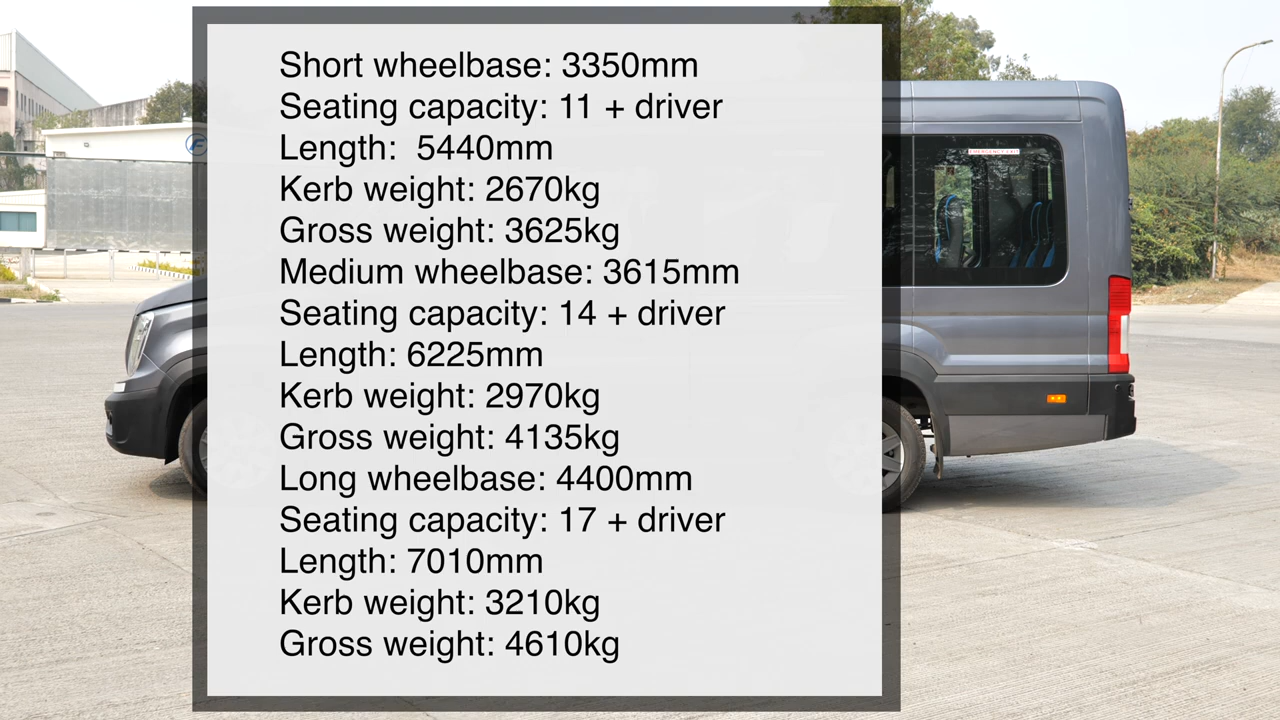 Short wheelbase: 3350mm
Seating capacity: 11 + driver
Length:  5440mm
Kerb weight: 2670kg
Gross weight: 3625kg
Medium wheelbase: 3615mm
Seating capacity: 14 + driver
Length: 6225mm
Kerb weight: 2970kg
Gross weight: 4135kg
Long wheelbase: 4400mm
Seating capacity: 17 + driver
Length: 7010mm
Kerb weight: 3210kg
Gross weight: 4610kg
EMERGENCY EXIT